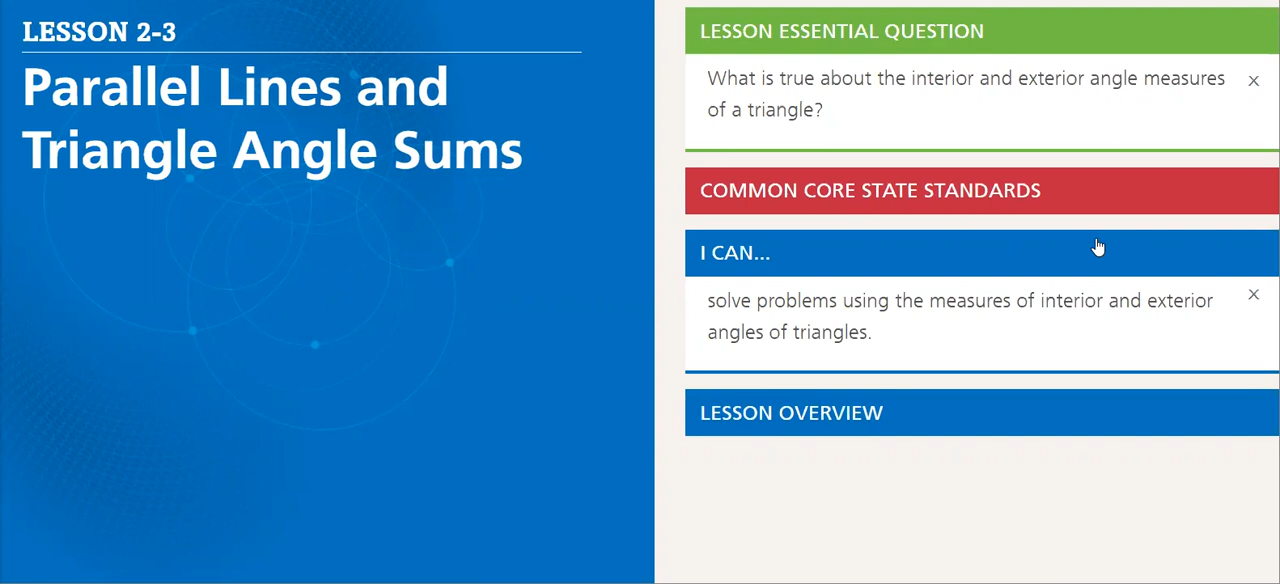 LESSON 2-3
Parallel Lines and
Triangle Angle Sums
LESSON ESSENTIAL QUESTION
What is true about the interior and exterior angle measures
of a triangle?
x
COMMON CORE STATE STANDARDS
I CAN...
solve problems using the measures of interior and exterior
angles of triangles.
x
LESSON OVERVIEW